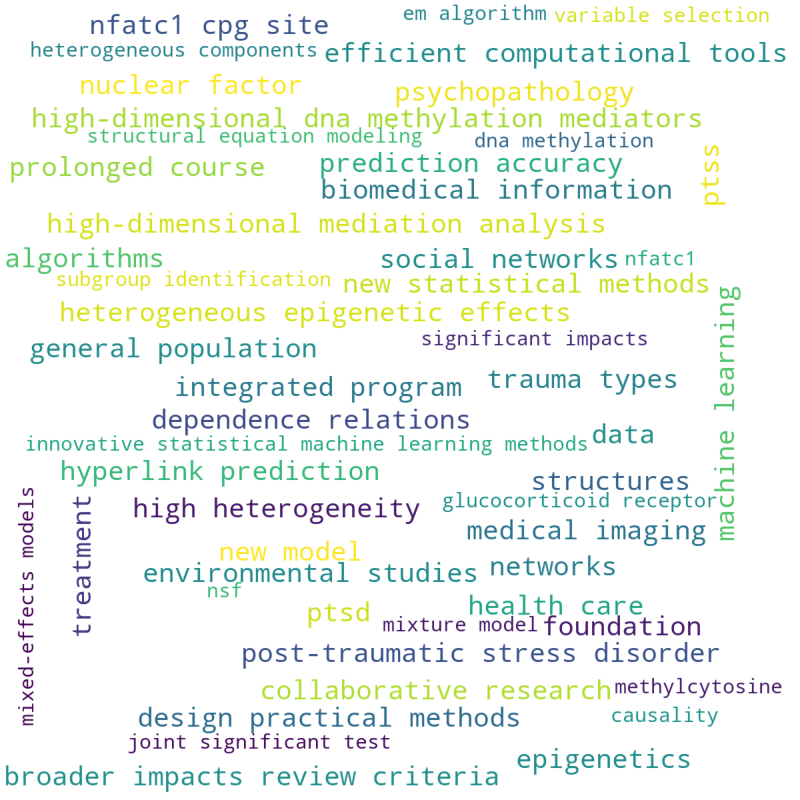 em algorithm
variable selection
nfatc1 cpg site
heterogeneous components
efficient computational tools
nuclear factor
psychopathology
high-dimensional dna methylation mediators
structural equation modeling
dna methylation
prolonged course
prediction accuracy
ptss
biomedical information
high-dimensional mediation analysis
algorithms
social networks
nfatc1
subgroup identification
new statistical methods
heterogeneous epigenetic effects
significant impacts
general population
machine learning
integrated program
trauma types
dependence relations
data
innovative statistical machine learning methods
hyperlink prediction
structures
high heterogeneity
glucocorticoid receptor
mixed-effects models
treatment
medical imaging
new model
environmental studies
networks
nsf
ptsd
health care
mixture model
foundation
post-traumatic stress disorder
collaborative research
methylcytosine
design practical methods
causality
joint significant test
epigenetics
broader impacts review criteria